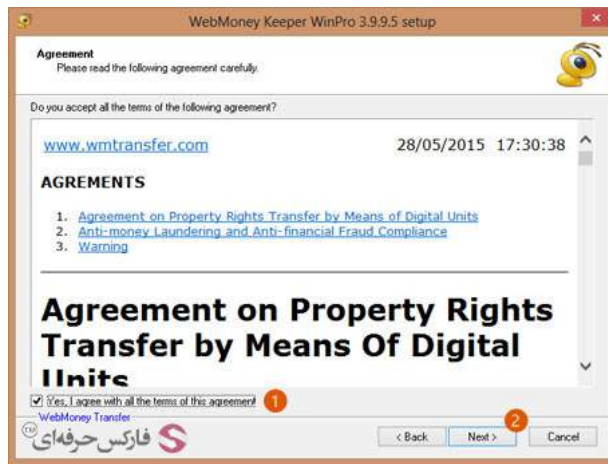 WebMoney Keeper WinPro 3.9.9.5 setup
Agreement
Please read the following agreement carefully.
Do you accept all the terms of the following agreement?
www.wmtransfer.com 28/05/2015 17:30:38
AGREMENTS
1. Agreement on Property Rights Transfer by Means of Digital Units
2. Anti-money Laundering and Anti-financial Fraud Compliance
3. Warning
Agreement on Property Rights
Transfer by Means Of Digital
Units
Yes, I agree with all the terms of this agreement 1
WebMoney Transfer
فارکس حرفه‌ای TM
< Back Next > 2 Cancel